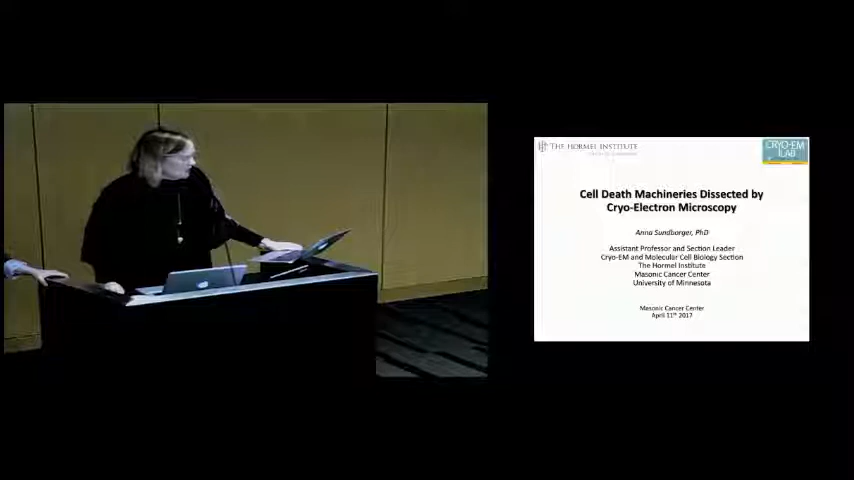 THE HORMEL INSTITUTE
CRYO-EM
LAB
Cell Death Machineries Dissected by
Cryo-Electron Microscopy
Anna Sundborger, PhD
Assistant Professor and Section Leader
Cryo-EM and Molecular Cell Biology Section
The Hormel Institute
Masonic Cancer Center
University of Minnesota
Masonic Cancer Center
April 11th 2017